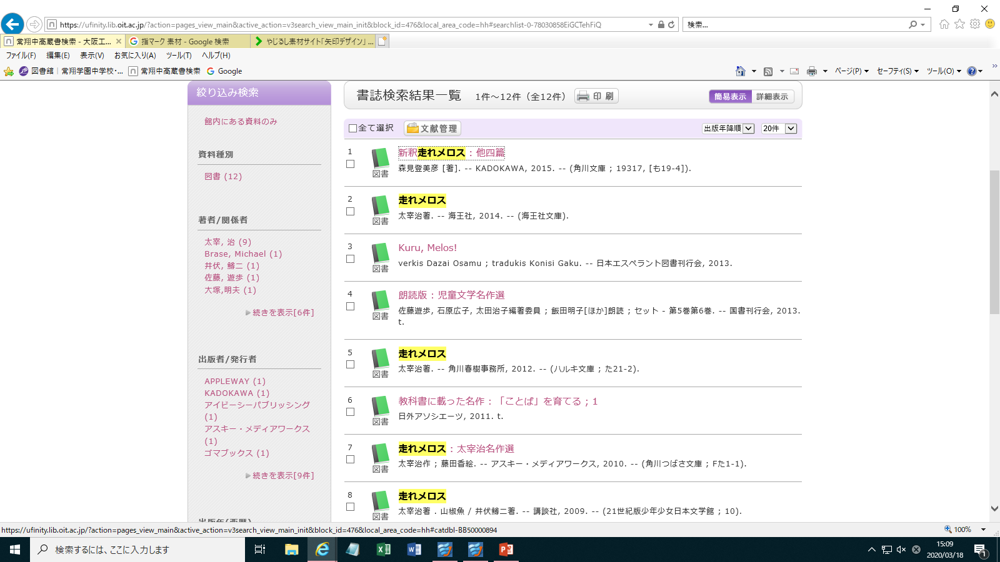 https://ufinity.lib.oit.ac.jp/?action=pages_view_main&active_action=v3search_view_main_init&block_id=476&local_area_code=hh#searchlist-0-78030858EiGCTehFiQ
検索...
常翔中高蔵書検索 - 大阪工...
指マーク 素材 - Google 検索
やじるし素材サイト「矢印デザイン」...
ファイル(F) 編集(E) 表示(V) お気に入り(A) ツール(T) ヘルプ(H)
図書館 | 常翔学園中学校・... 常翔中高蔵書検索 Google
ページ(P) セーフティ(S) ツール(O)
絞り込み検索
館内にある資料のみ
資料種別
図書 (12)
著者/関係者
太宰, 治 (9)
Brase, Michael (1)
井伏, 鱒二 (1)
佐藤, 遊歩 (1)
大塚,明夫 (1)
続きを表示[6件]
出版者/発行者
APPLEWAY (1)
KADOKAWA (1)
アイビーシーパブリッシング
(1)
アスキー・メディアワークス
(1)
ゴマブックス (1)
続きを表示[9件]
出版年(西暦)
書誌検索結果一覧 1件～12件（全12件） 印 刷 簡易表示 詳細表示
全て選択 文献管理 出版年降順 20件
1 新釈走れメロス : 他四篇
図書 森見登美彦 [著]. -- KADOKAWA, 2015. -- (角川文庫 ; 19317, [も19-4]).
2 走れメロス
図書 太宰治著. -- 海王社, 2014. -- (海王社文庫).
3 Kuru, Melos!
図書 verkis Dazai Osamu ; tradukis Konisi Gaku. -- 日本エスペラント図書刊行会, 2013.
4 朗読版 : 児童文学名作選
図書 佐藤遊歩, 石原広子, 太田治子編著委員 ; 飯田明子[ほか]朗読 ; セット - 第5巻第6巻. -- 国書刊行会, 2013.
t.
5 走れメロス
図書 太宰治著. -- 角川春樹事務所, 2012. -- (ハルキ文庫 ; た21-2).
6 教科書に載った名作 : 「ことば」を育てる ; 1
図書 日外アソシエーツ, 2011. t.
7 走れメロス : 太宰治名作選
図書 太宰治作 ; 藤田香絵. -- アスキー・メディアワークス, 2010. -- (角川つばさ文庫 ; Fた1-1).
8 走れメロス
図書 太宰治著 . 山椒魚 / 井伏鱒二著. -- 講談社, 2009. -- (21世紀版少年少女日本文学館 ; 10).
https://ufinity.lib.oit.ac.jp/?action=pages_view_main&active_action=v3search_view_main_init&block_id=476&local_area_code=hh#catdbl-BB50000894
100%
検索するには、ここに入力します
15:09
2020/03/18
1